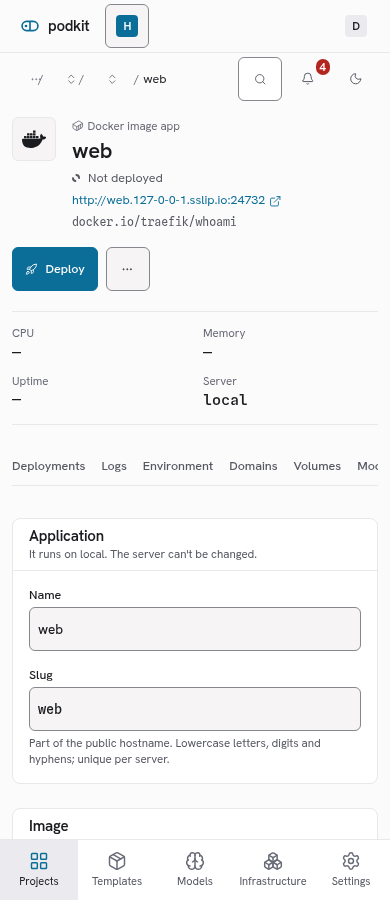 podkit
H
D
../
/
/ web
4
Docker image app
web
Not deployed
http://web.127-0-0-1.sslip.io:24732
docker.io/traefik/whoami
Deploy
...
CPU
Memory
—
—
Uptime
Server
—
local
Deployments Logs Environment Domains Volumes
Application
It runs on local. The server can't be changed.
Name
web
Slug
web
Part of the public hostname. Lowercase letters, digits and
hyphens; unique per server.
Image
Projects Templates Models Infrastructure Settings